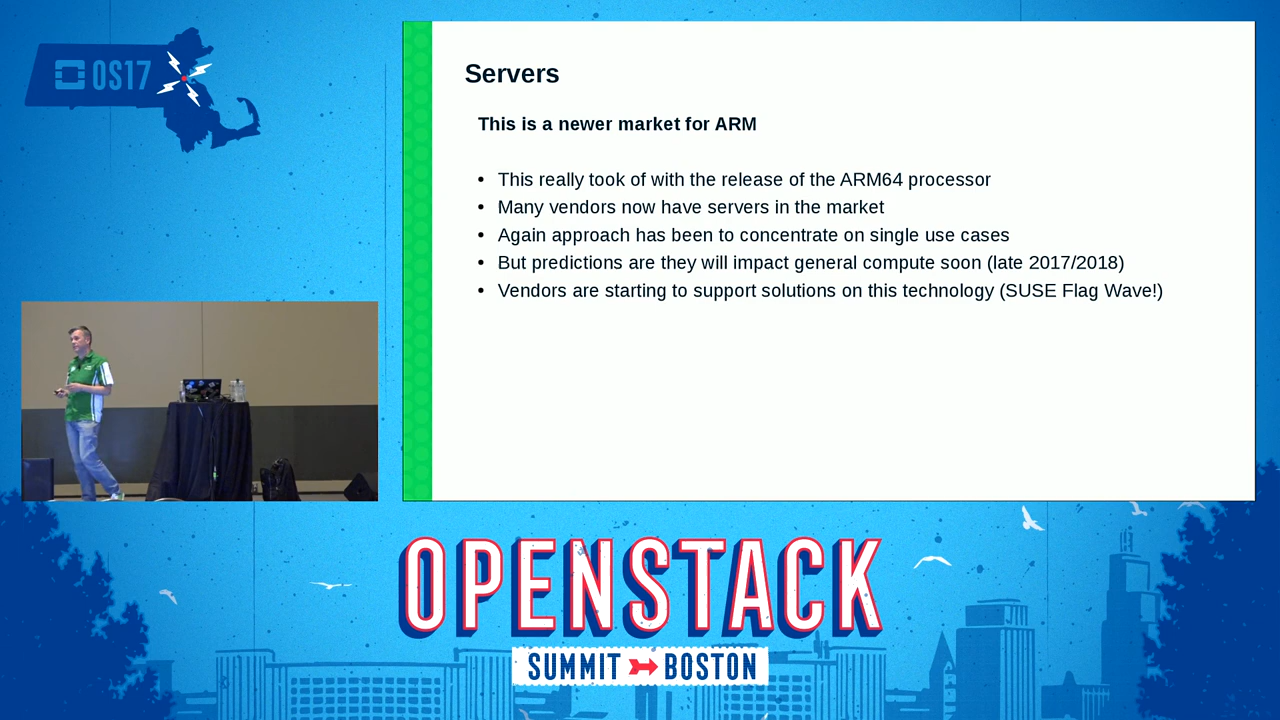 OS17
Servers
This is a newer market for ARM
• This really took of with the release of the ARM64 processor
• Many vendors now have servers in the market
• Again approach has been to concentrate on single use cases
• But predictions are they will impact general compute soon (late 2017/2018)
• Vendors are starting to support solutions on this technology (SUSE Flag Wave!)
OPENSTACK
SUMMIT BOSTON